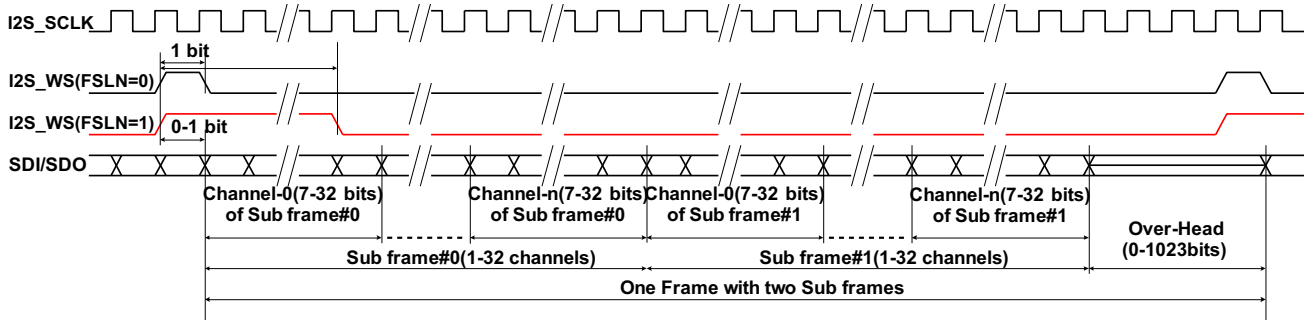 I2S_SCLK
1 bit
I2S_WS(FSLN=0)
I2S_WS(FSLN=1)
0-1 bit
SDI/SDO
Channel-0(7-32 bits)
of Sub frame#0
Channel-n(7-32 bits)
of Sub frame#0
Channel-0(7-32 bits)
of Sub frame#1
Channel-n(7-32 bits)
of Sub frame#1
Over-Head
(0-1023bits)
Sub frame#0(1-32 channels)
Sub frame#1(1-32 channels)
One Frame with two Sub frames